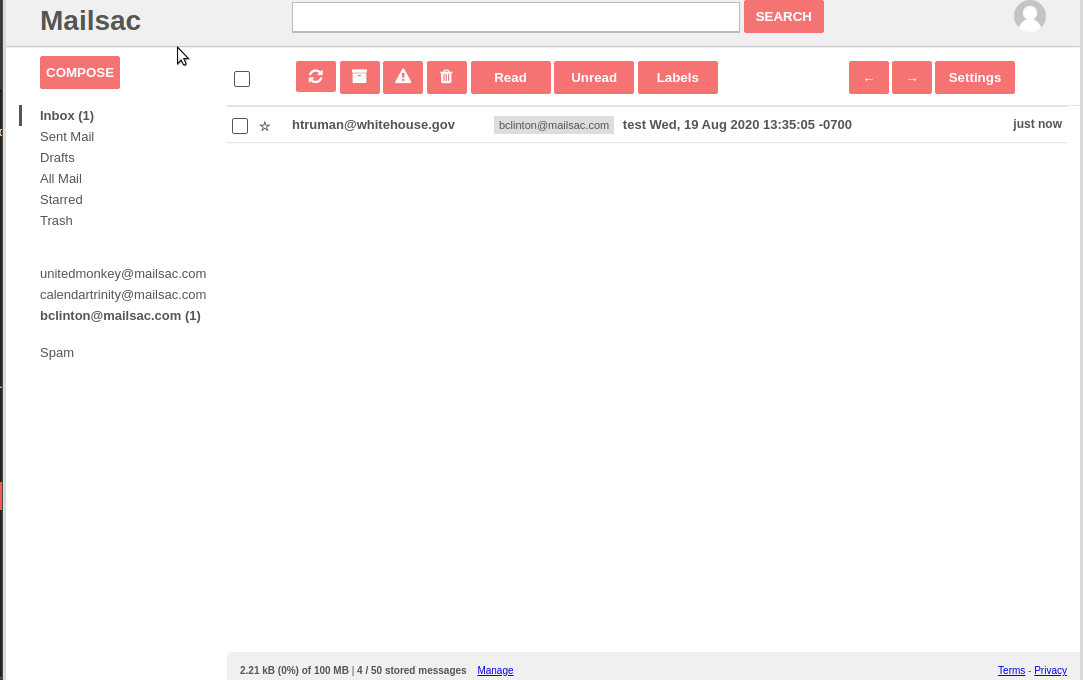 Mailsac
SEARCH
COMPOSE
Read
Unread
Labels
←
→
Settings
Inbox (1)
Sent Mail
Drafts
All Mail
Starred
Trash
unitedmonkey@mailsac.com
calendartrinity@mailsac.com
bclinton@mailsac.com (1)
Spam
☆ htruman@whitehouse.gov bclinton@mailsac.com test Wed, 19 Aug 2020 13:35:05 -0700 just now
2.21 kB (0%) of 100 MB | 4 / 50 stored messages Manage
Terms - Privacy